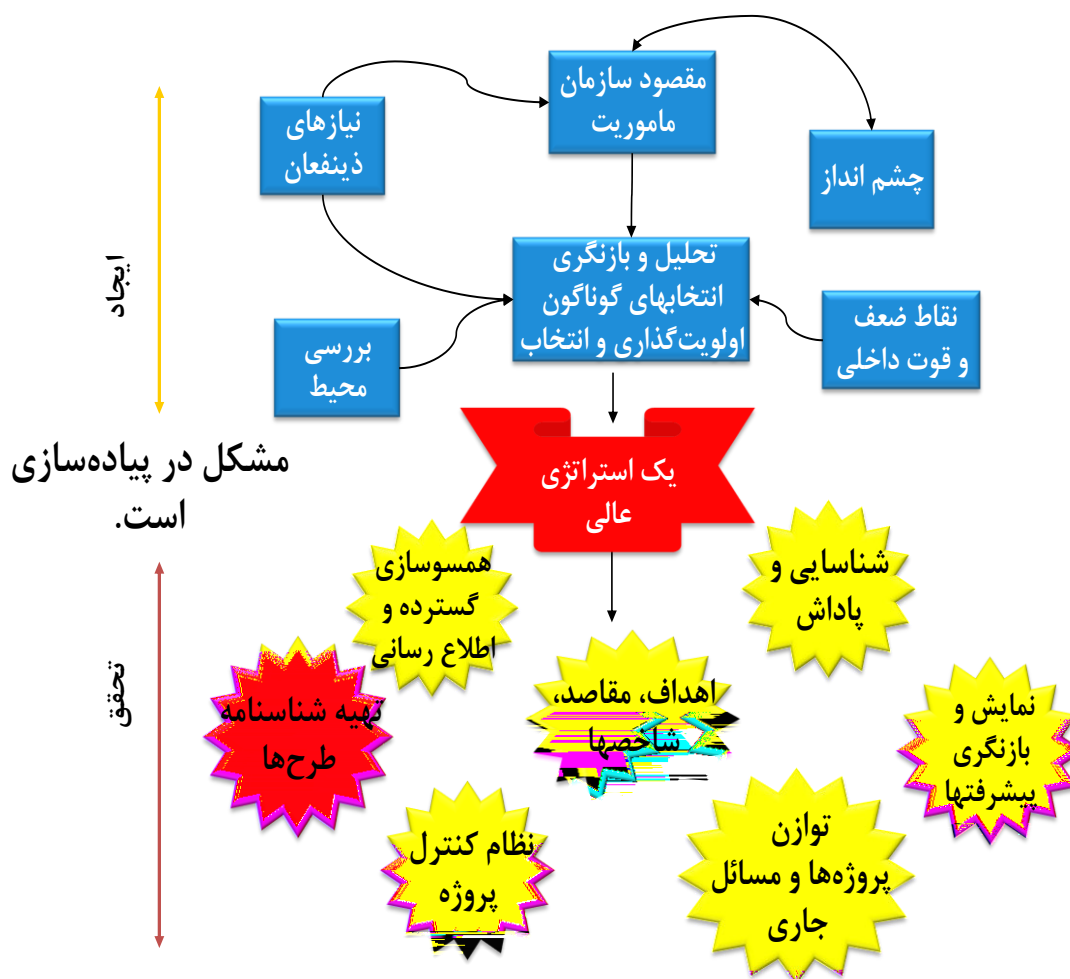 مقصود سازمان
ماموریت
نیازهای
ذینفعان
چشم انداز
تحلیل و بازنگری
انتخابهای گوناگون
اولویت‌گذاری و انتخاب
نقاط ضعف
و قوت داخلی
بررسی
محیط
ایجاد
یک استراتژی
عالی
مشکل در پیاده‌سازی
است.
شناسایی و
پاداش
همسوسازی
گسترده و
اطلاع رسانی
اهداف، مقاصد،
شاخصها
نمایش و
بازنگری
پیشرفتها
تهیه شناسنامه
طرح‌ها
تحقق
توازن
پروژه‌ها و مسائل
جاری
نظام کنترل
پروژه